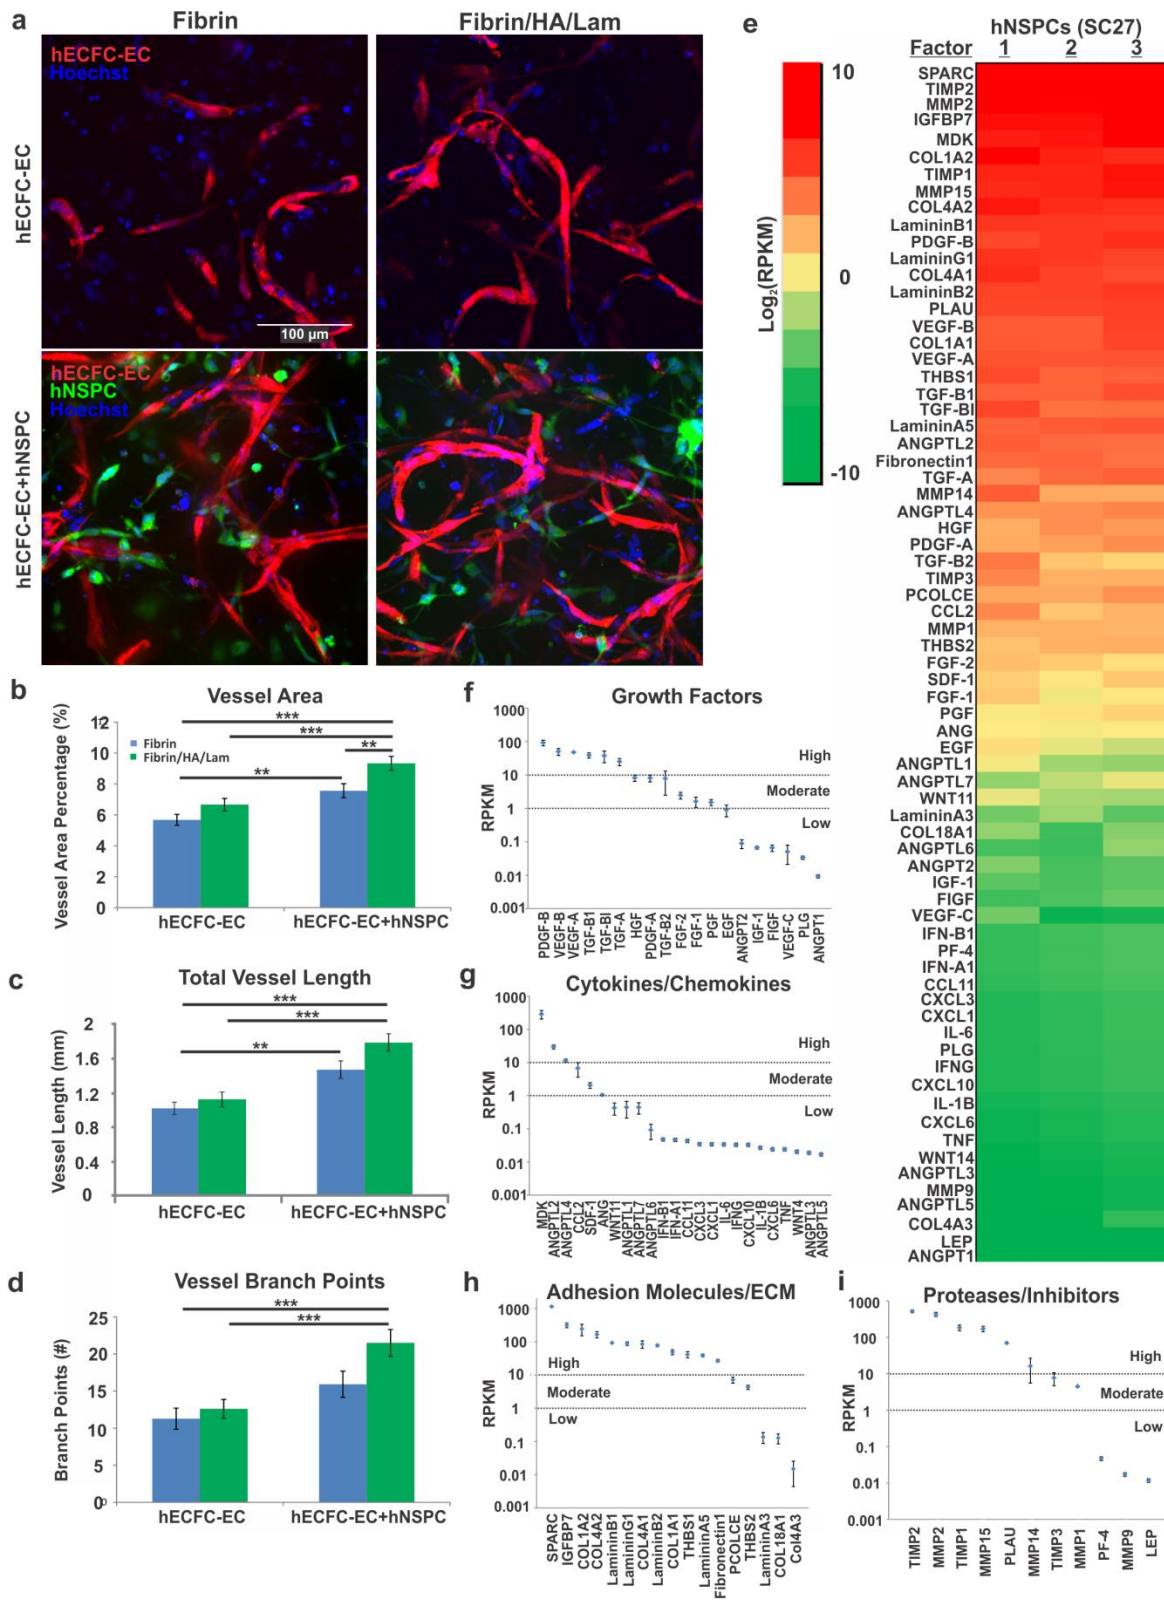 a
Fibrin
Fibrin/HA/Lam
hECFC-EC
hECFC-EC
Hoechst
100 µm
hECFC-EC+hNSPC
hECFC-EC
hNSPC
Hoechst
b
Vessel Area
Vessel Area Percentage (%)
12
10
8
6
4
2
0
Fibrin
Fibrin/HA/Lam
***
***
**
**
hECFC-EC
hECFC-EC+hNSPC
c
Total Vessel Length
Vessel Length (mm)
2
1.6
1.2
0.8
0.4
0
***
***
**
hECFC-EC
hECFC-EC+hNSPC
d
Vessel Branch Points
Branch Points (#)
25
20
15
10
5
0
***
***
hECFC-EC
hECFC-EC+hNSPC
e
hNSPCs (SC27)
Factor 1 2 3
10
0
-10
Log2(RPKM)
SPARC
TIMP2
MMP2
IGFBP7
MDK
COL1A2
TIMP1
MMP15
COL4A2
LamininB1
PDGF-B
LamininG1
COL4A1
LamininB2
PLAU
VEGF-B
COL1A1
VEGF-A
THBS1
TGF-B1
TGF-BI
LamininA5
ANGPTL2
Fibronectin1
TGF-A
MMP14
ANGPTL4
HGF
PDGF-A
TGF-B2
TIMP3
PCOLCE
CCL2
MMP1
THBS2
FGF-2
SDF-1
FGF-1
PGF
ANG
EGF
ANGPTL1
ANGPTL7
WNT11
LamininA3
COL18A1
ANGPTL6
ANGPT2
IGF-1
FIGF
VEGF-C
IFN-B1
PF-4
IFN-A1
CCL11
CXCL3
CXCL1
IL-6
PLG
IFNG
CXCL10
IL-1B
CXCL6
TNF
WNT14
ANGPTL3
MMP9
ANGPTL5
COL4A3
LEP
ANGPT1
f
Growth Factors
RPKM
1000
100
10
1
0.1
0.01
0.001
High
Moderate
Low
PDGF-B
VEGF-B
VEGF-A
TGF-B1
TGF-BI
TGF-A
HGF
PDGF-A
TGF-B2
FGF-2
FGF-1
PGF
EGF
ANGPT2
IGF-1
FIGF
VEGF-C
PLG
ANGPT1
g
Cytokines/Chemokines
RPKM
1000
100
10
1
0.1
0.01
0.001
High
Moderate
Low
MDK
ANGPTL2
ANGPTL4
CCL2
SDF-1
ANG
WNT11
ANGPTL1
ANGPTL7
ANGPTL6
IFN-B1
IFN-A1
CCL11
CXCL3
CXCL1
IL-6
IFNG
CXCL10
IL-1B
CXCL6
TNF
WNT4
ANGPTL3
ANGPTL5
h
Adhesion Molecules/ECM
RPKM
1000
100
10
1
0.1
0.01
0.001
High
Moderate
Low
SPARC
IGFBP7
COL1A2
COL4A2
LamininB1
LamininG1
COL4A1
LamininB2
COL1A1
THBS1
LamininA5
Fibronectin1
PCOLCE
THBS2
LamininA3
COL18A1
Col4A3
i
Proteases/Inhibitors
RPKM
1000
100
10
1
0.1
0.01
0.001
High
Moderate
Low
TIMP2
MMP2
TIMP1
MMP15
PLAU
MMP14
TIMP3
MMP1
PF-4
MMP9
LEP